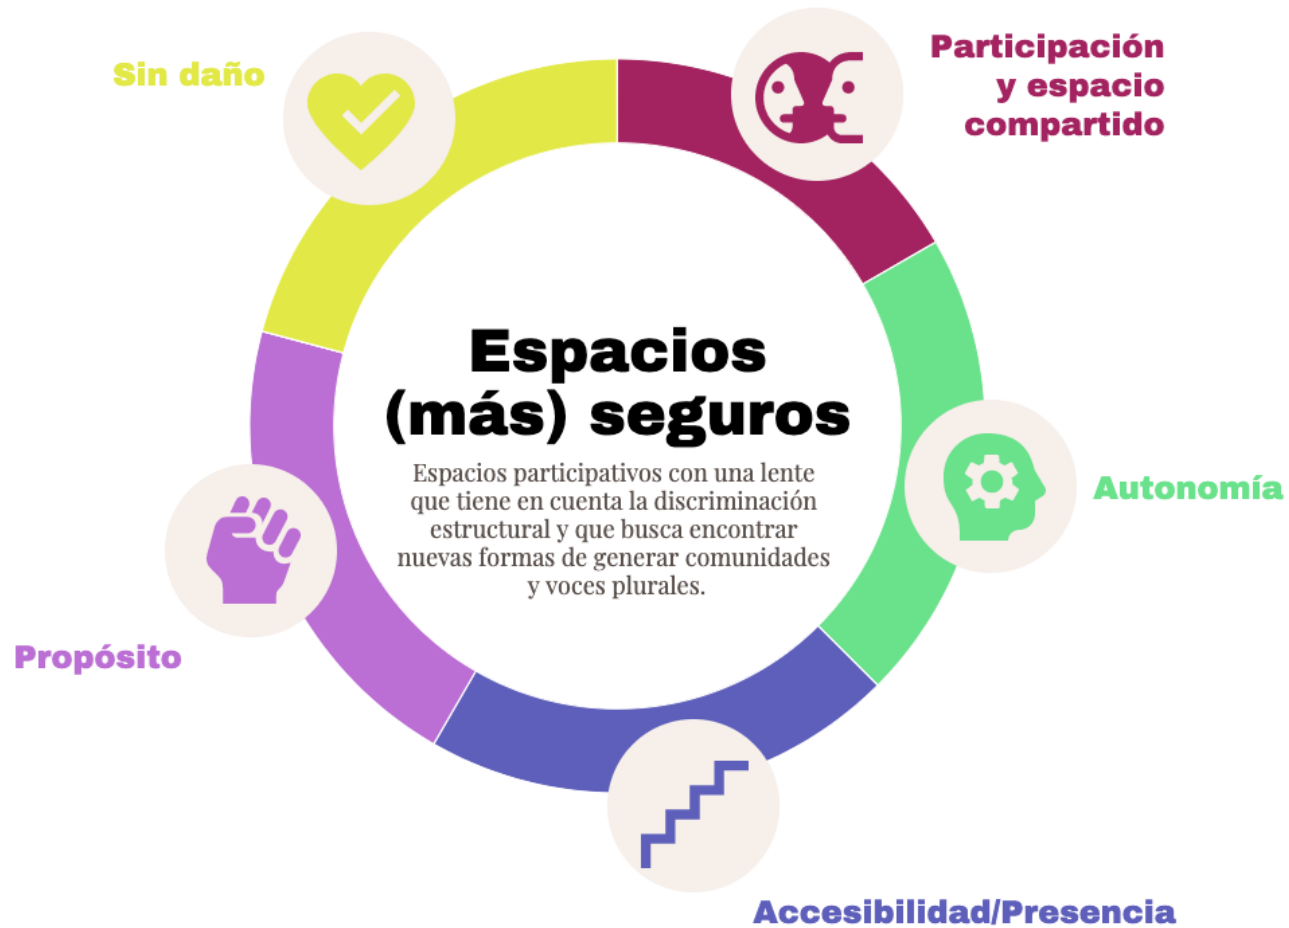 Sin daño
Participación
y espacio
compartido
Espacios
(más) seguros
Espacios participativos con una lente
que tiene en cuenta la discriminación
estructural y que busca encontrar
nuevas formas de generar comunidades
y voces plurales.
Autonomía
Propósito
Accesibilidad/Presencia